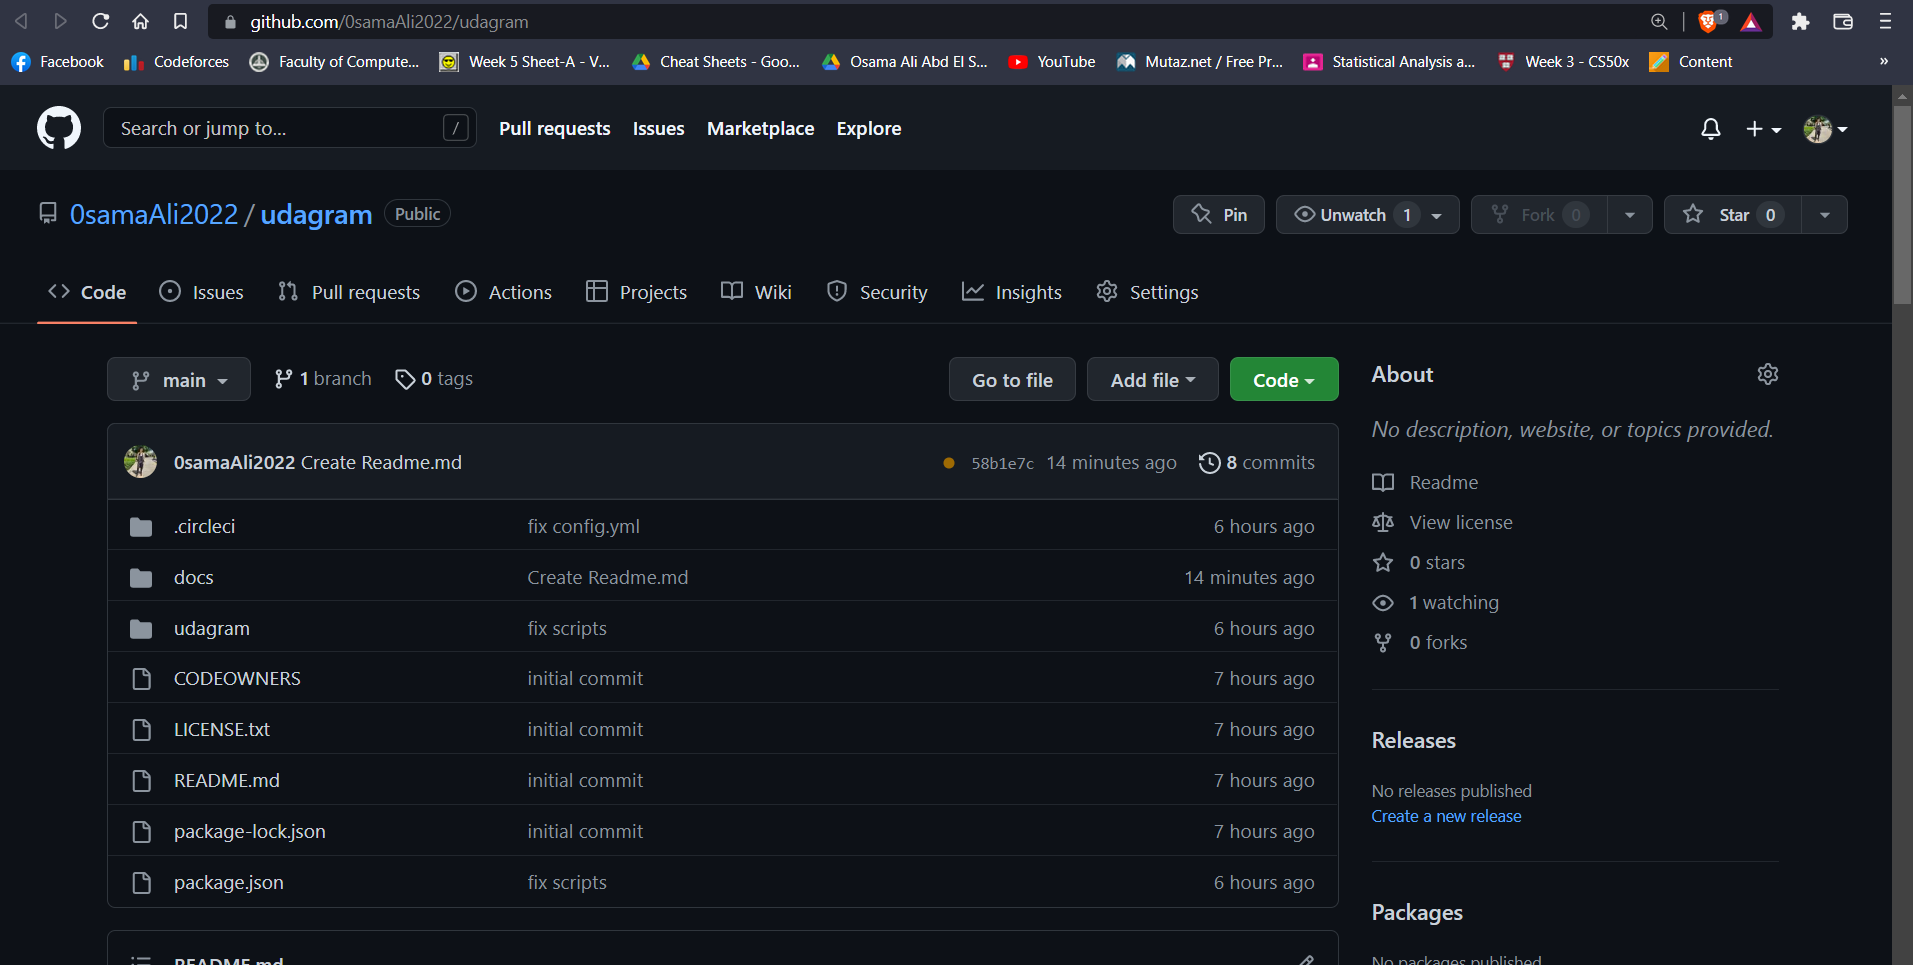 github.com/0samaAli2022/udagram
1
Facebook Codeforces Faculty of Compute... Week 5 Sheet-A - V... Cheat Sheets - Goo... Osama Ali Abd El S... YouTube Mutaz.net / Free Pr... Statistical Analysis a... Week 3 - CS50x Content »
Search or jump to... / Pull requests Issues Marketplace Explore
0samaAli2022 / udagram Public Pin Unwatch 1 Fork 0 Star 0
Code Issues Pull requests Actions Projects Wiki Security Insights Settings
main 1 branch 0 tags Go to file Add file Code
0samaAli2022 Create Readme.md 58b1e7c 14 minutes ago 8 commits
.circleci fix config.yml 6 hours ago
docs Create Readme.md 14 minutes ago
udagram fix scripts 6 hours ago
CODEOWNERS initial commit 7 hours ago
LICENSE.txt initial commit 7 hours ago
README.md initial commit 7 hours ago
package-lock.json initial commit 7 hours ago
package.json fix scripts 6 hours ago
README.md
About
No description, website, or topics provided.
Readme
View license
0 stars
1 watching
0 forks
Releases
No releases published
Create a new release
Packages
No packages published